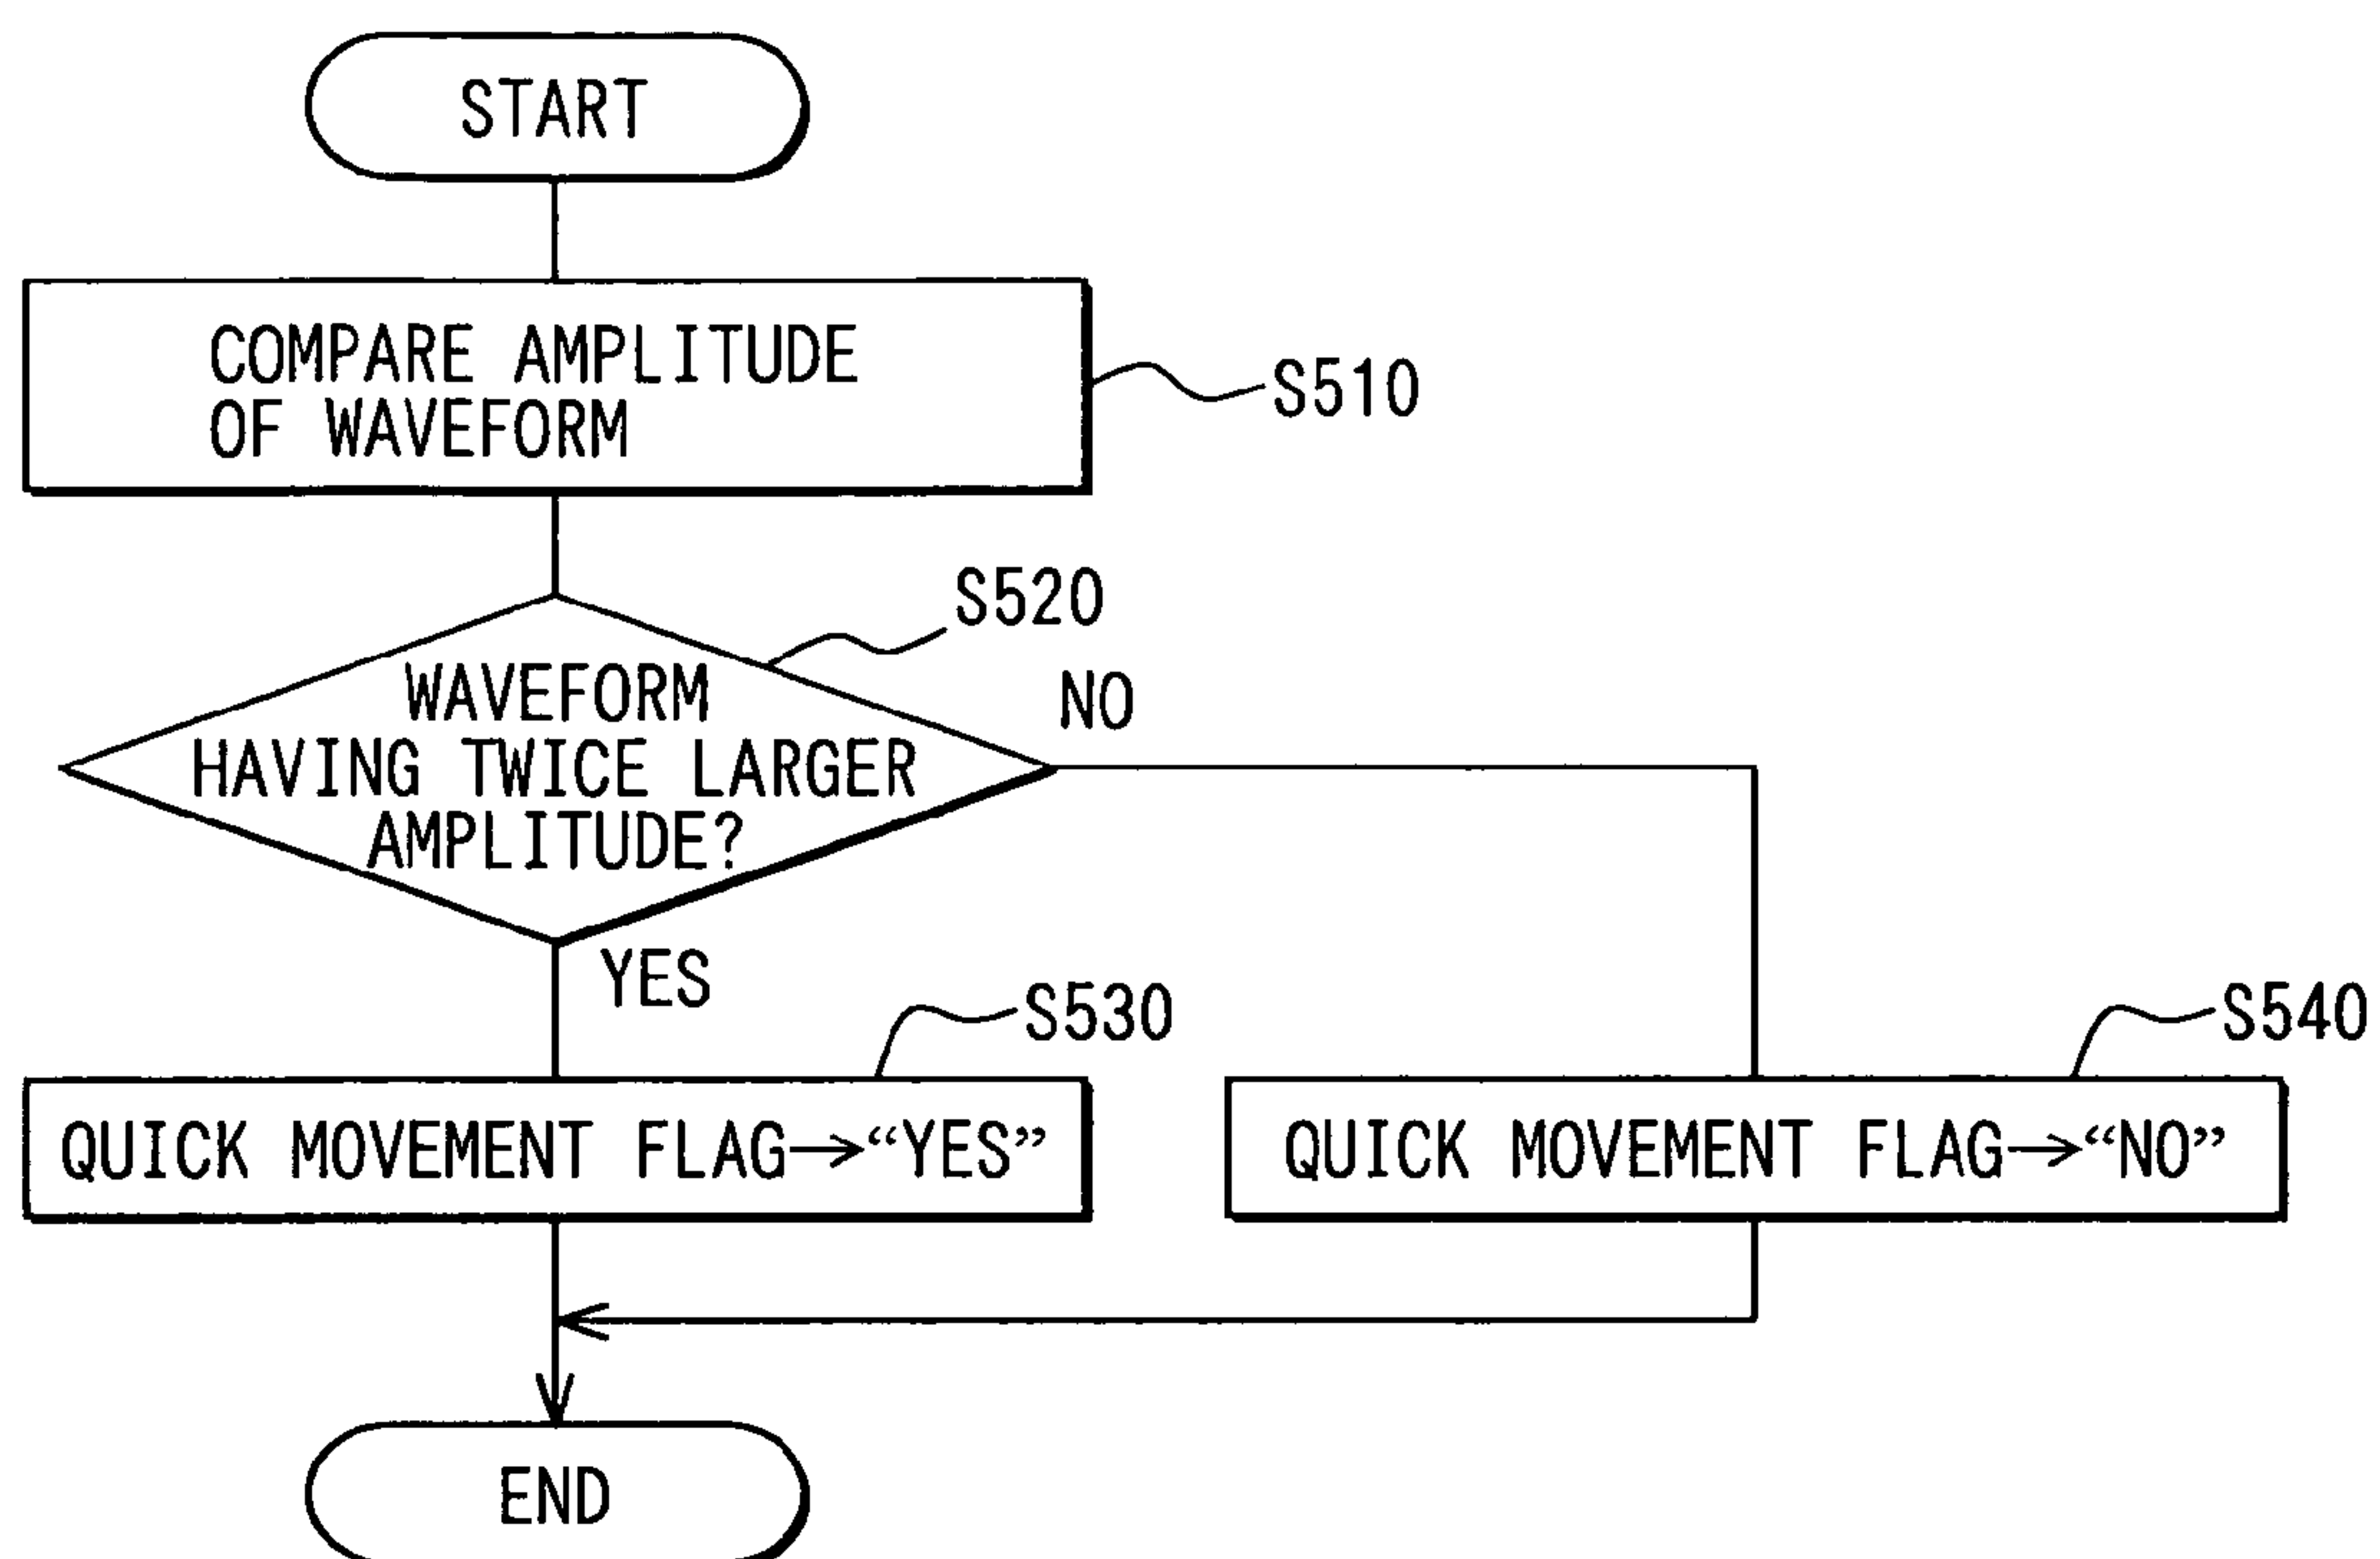 START
COMPARE AMPLITUDE
OF WAVEFORM
S510
S520
WAVEFORM
HAVING TWICE LARGER
AMPLITUDE?
NO
YES
S530
QUICK MOVEMENT FLAG→“YES”
S540
QUICK MOVEMENT FLAG→“NO”
END